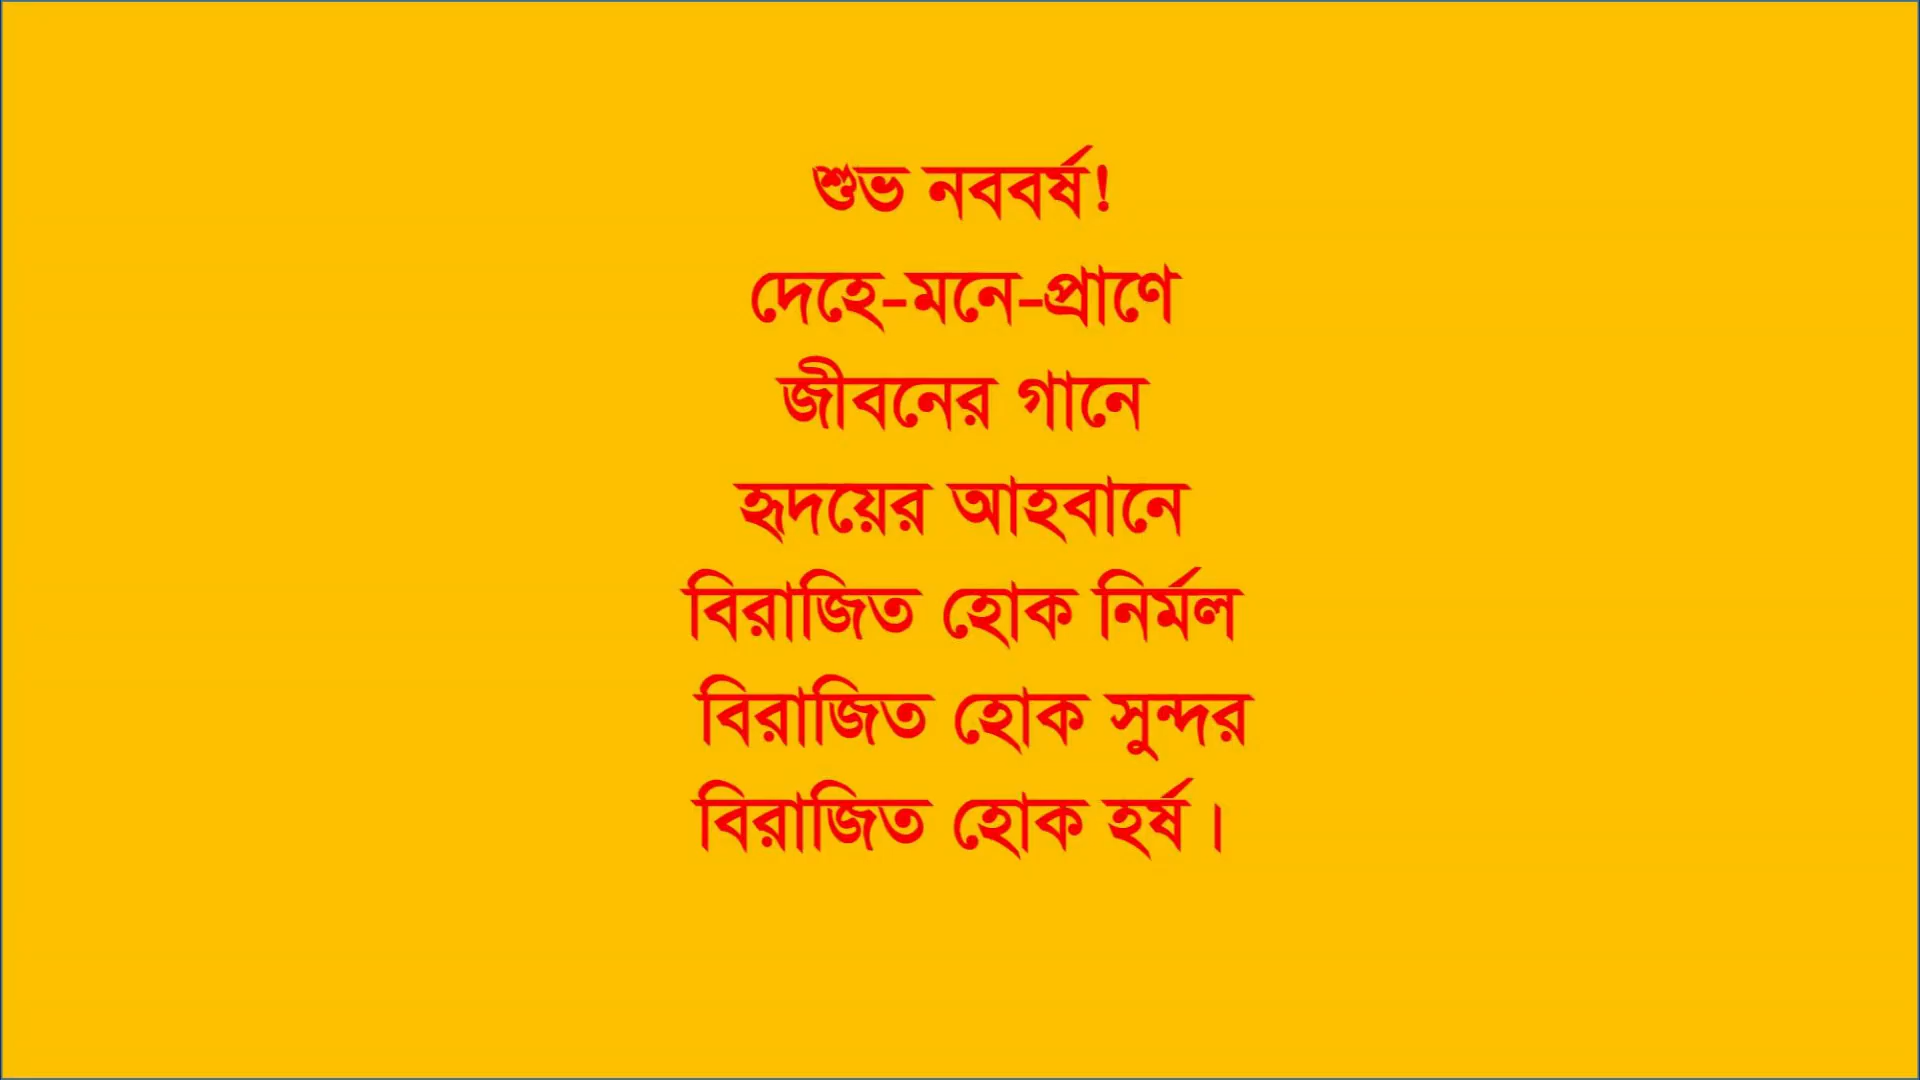 শুভ নববর্ষ!
দেহে-মনে-প্রাণে
জীবনের গানে
হৃদয়ের আহবানে
বিরাজিত হোক নির্মল
বিরাজিত হোক সুন্দর
বিরাজিত হোক হর্ষ।